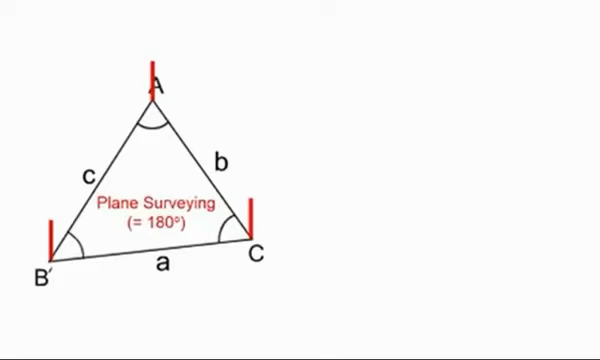 A
c
b
Plane Surveying
(= 180°)
a
C
B'